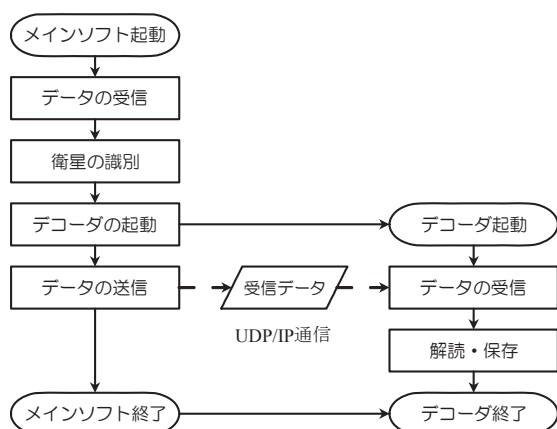 メインソフト起動
データの受信
衛星の識別
デコーダの起動
デコーダ起動
データの送信
受信データ
データの受信
UDP/IP通信
解読・保存
メインソフト終了
デコーダ終了